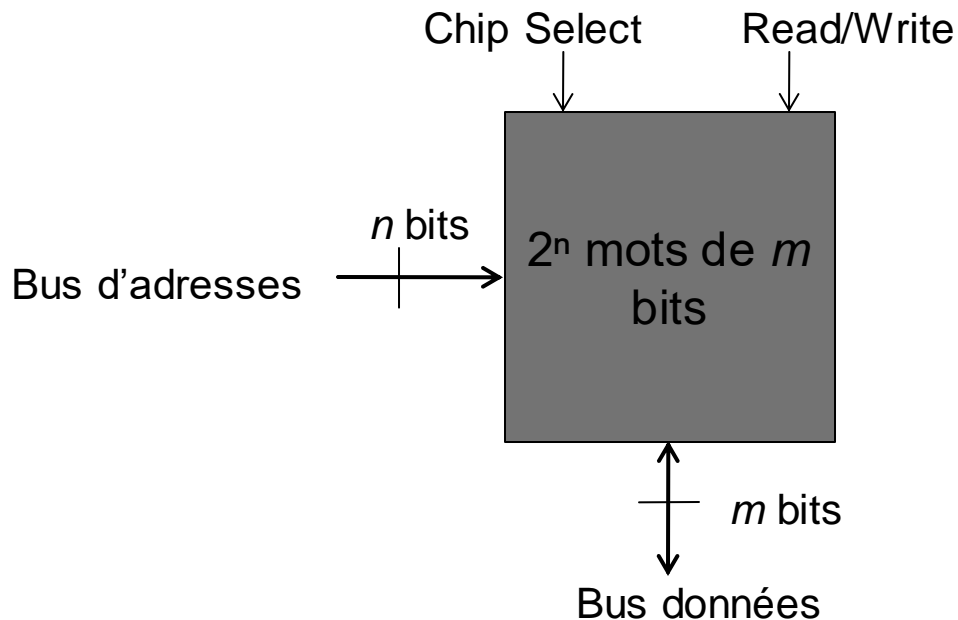 Chip Select Read/Write
n bits
2ⁿ mots de m
bits
Bus d’adresses
m bits
Bus données